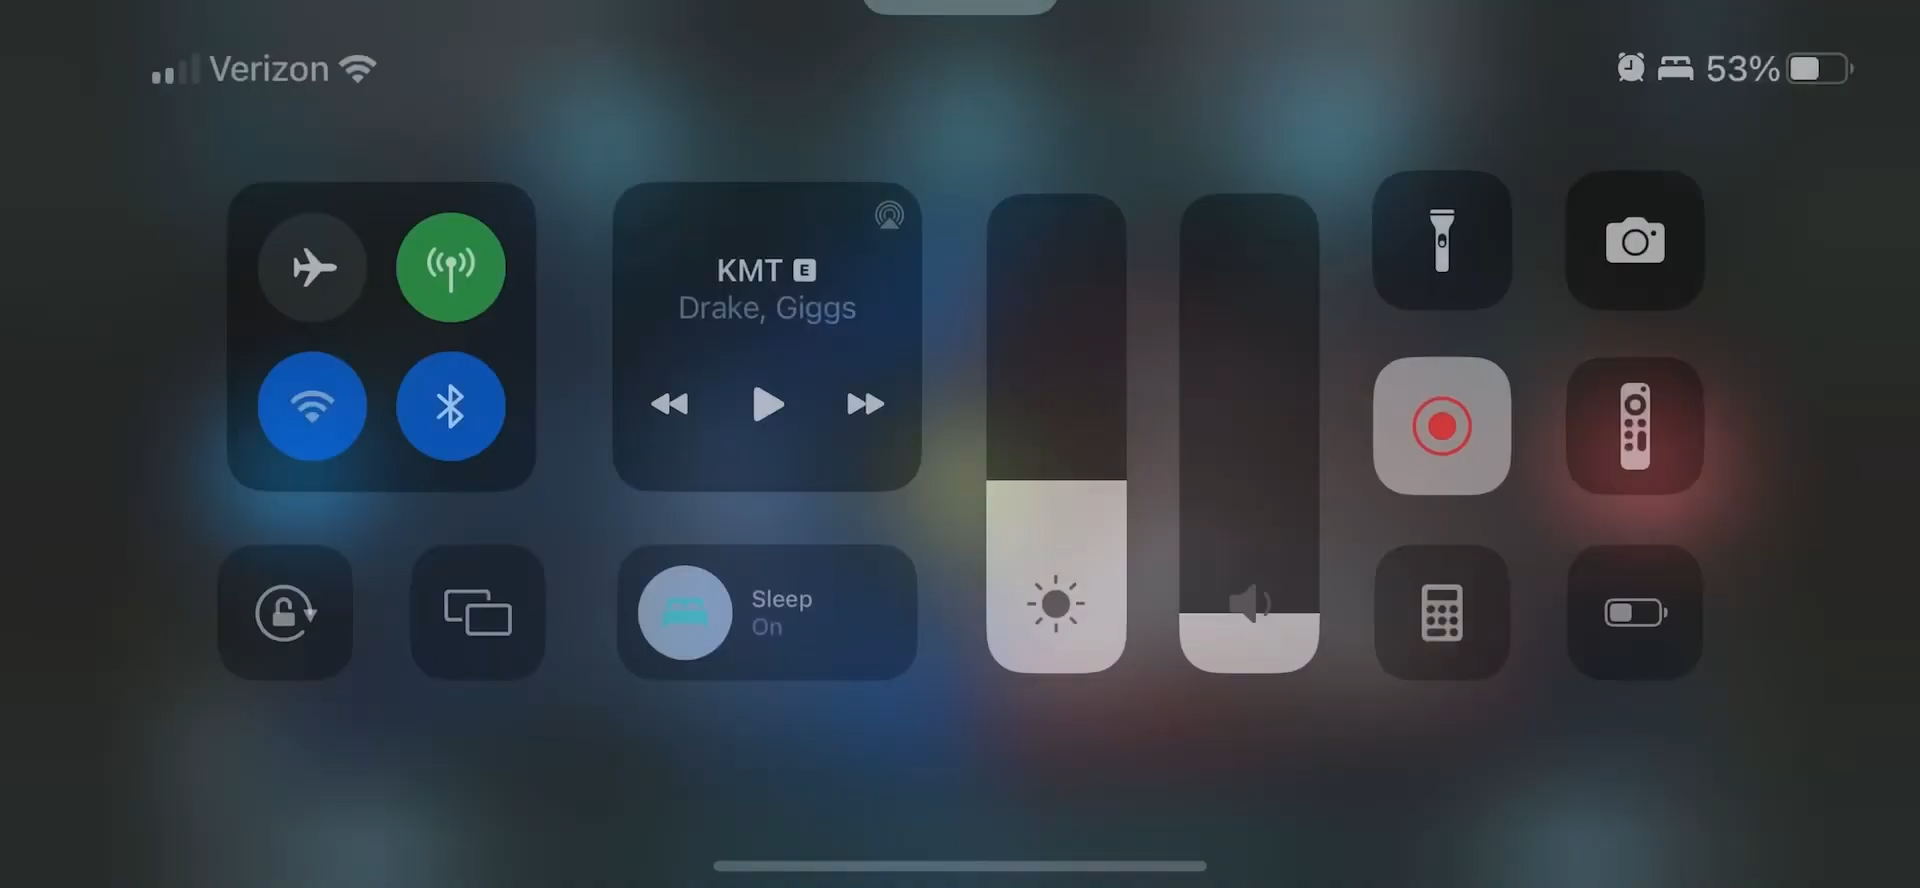 Verizon
53%
KMT E
Drake, Giggs
Sleep
On